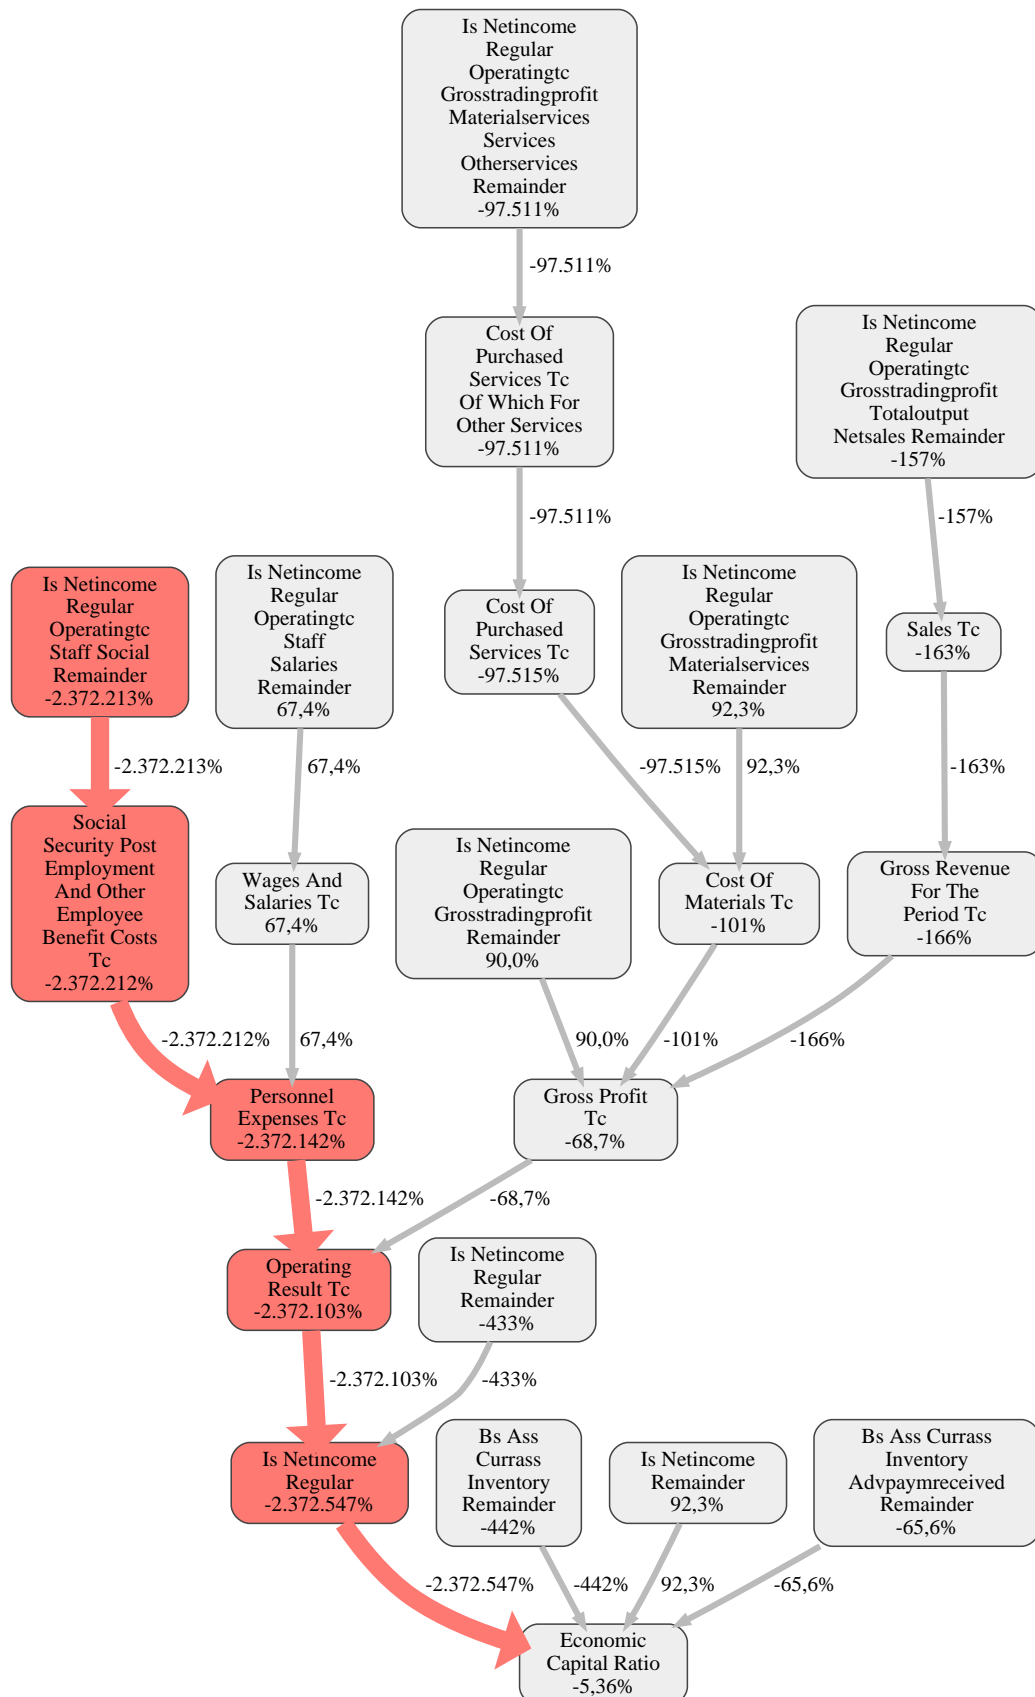 Is Netincome
Regular
Operatingtc
Grosstradingprofit
Materialservices
Services
Otherservices
Remainder
-97.511%
-97.511%
Cost Of
Purchased
Services Tc
Of Which For
Other Services
-97.511%
Is Netincome
Regular
Operatingtc
Grosstradingprofit
Totaloutput
Netsales Remainder
-157%
-97.511%
-157%
Is Netincome
Regular
Operatingtc
Staff Social
Remainder
-2.372.213%
Is Netincome
Regular
Operatingtc
Staff
Salaries
Remainder
67,4%
Cost Of
Purchased
Services Tc
-97.515%
Is Netincome
Regular
Operatingtc
Grosstradingprofit
Materialservices
Remainder
92,3%
Sales Tc
-163%
-2.372.213%
67,4%
-97.515%
92,3%
-163%
Social
Security Post
Employment
And Other
Employee
Benefit Costs
Tc
-2.372.212%
Wages And
Salaries Tc
67,4%
Is Netincome
Regular
Operatingtc
Grosstradingprofit
Remainder
90,0%
Cost Of
Materials Tc
-101%
Gross Revenue
For The
Period Tc
-166%
-2.372.212%
67,4%
90,0%
-101%
-166%
Personnel
Expenses Tc
-2.372.142%
Gross Profit
Tc
-68,7%
-2.372.142%
-68,7%
Operating
Result Tc
-2.372.103%
Is Netincome
Regular
Remainder
-433%
-2.372.103%
-433%
Is Netincome
Regular
-2.372.547%
Bs Ass
Currass
Inventory
Remainder
-442%
Is Netincome
Remainder
92,3%
Bs Ass Currass
Inventory
Advpaymreceived
Remainder
-65,6%
-2.372.547%
-442%
92,3%
-65,6%
Economic
Capital Ratio
-5,36%